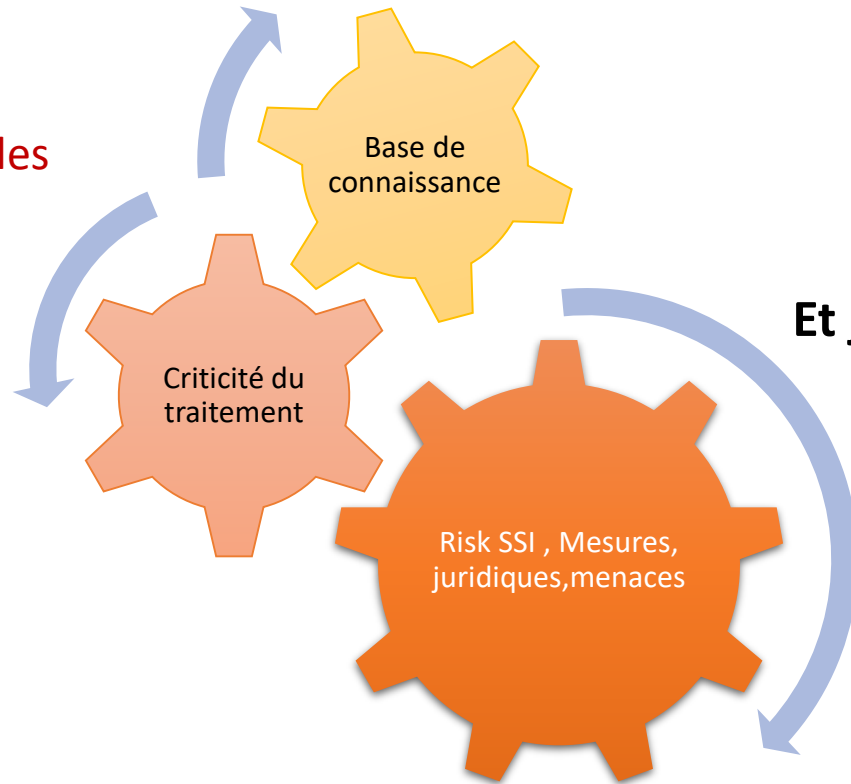 Base de
connaissance
les
Et
Criticité du
traitement
Risk SSI , Mesures,
juridiques,menaces